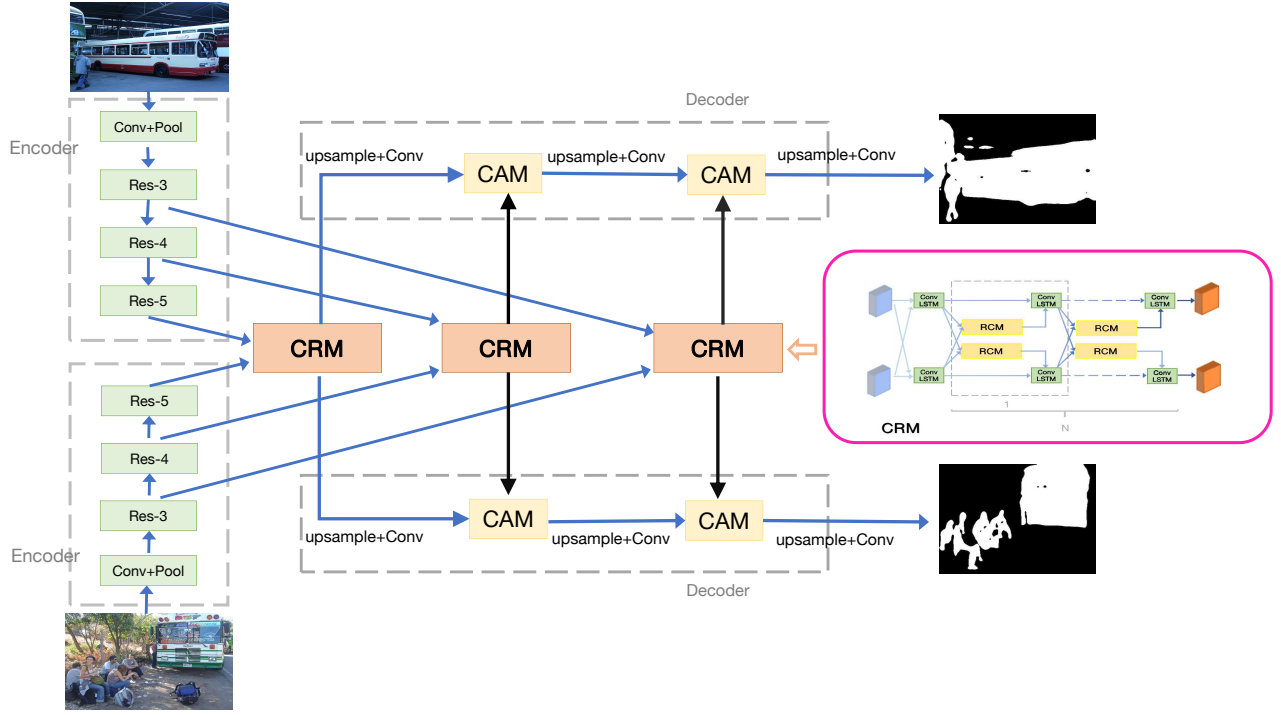 Decoder
Encoder
Conv+Pool
Res-3
Res-4
Res-5
upsample+Conv
CAM
upsample+Conv
CAM
upsample+Conv
CRM
CRM
CRM
Conv
LSTM
Conv
LSTM
Conv
LSTM
RCM
RCM
RCM
RCM
Conv
LSTM
Conv
LSTM
Conv
LSTM
1
N
CRM
Encoder
Res-5
Res-4
Res-3
Conv+Pool
CAM
CAM
upsample+Conv
upsample+Conv
upsample+Conv
Decoder